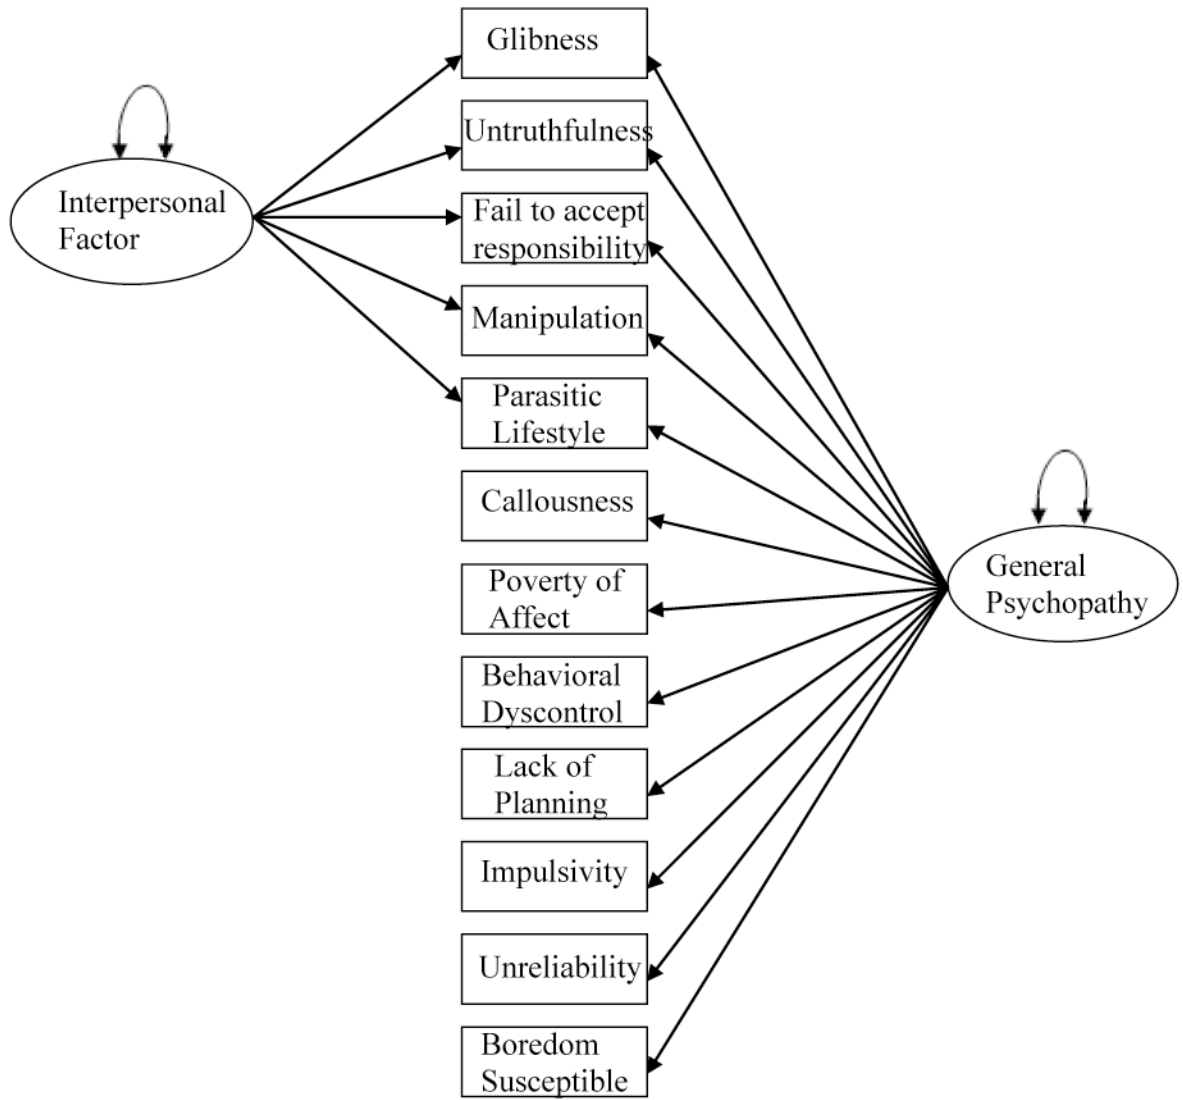 Glibness
Untruthfulness
Interpersonal
Factor
Fail to accept
responsibility
Manipulation
Parasitic
Lifestyle
Callousness
Poverty of
Affect
General
Psychopathy
Behavioral
Dyscontrol
Lack of
Planning
Impulsivity
Unreliability
Boredom
Susceptible